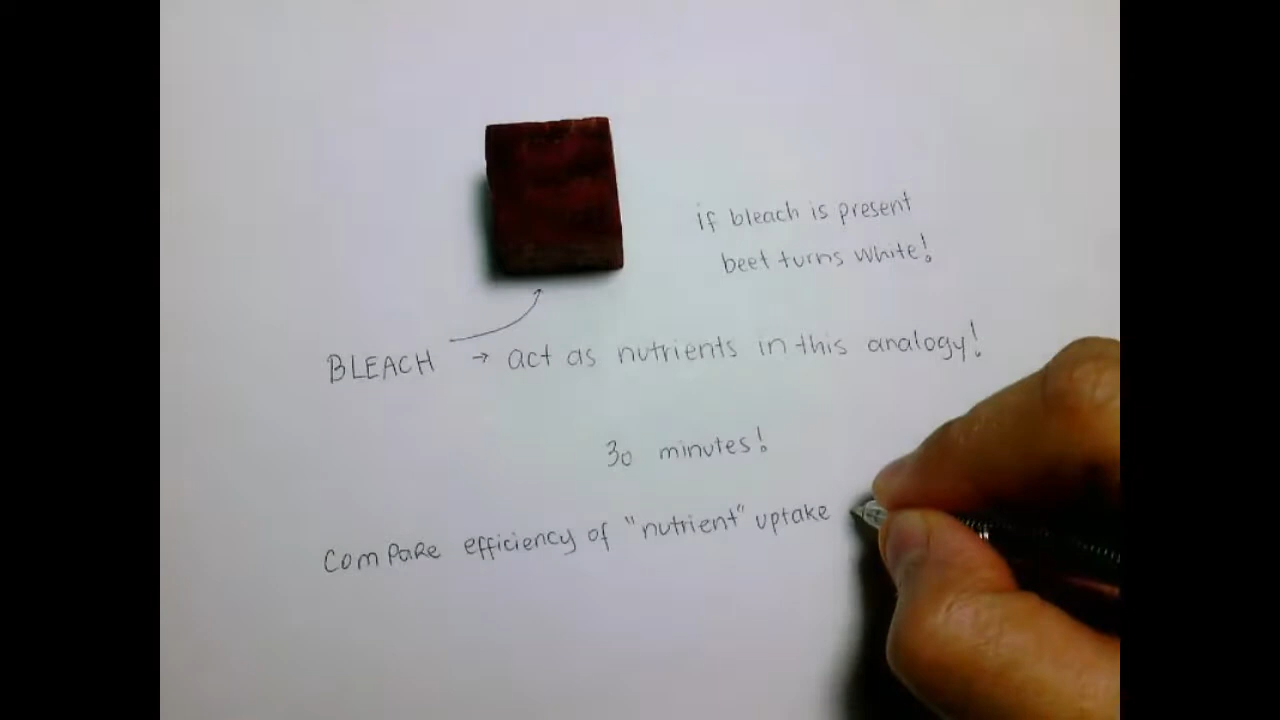 if bleach is present
beet turns white!
BLEACH → act as nutrients in this analogy!
30 minutes!
COMPARE efficiency of "nutrient" uptake